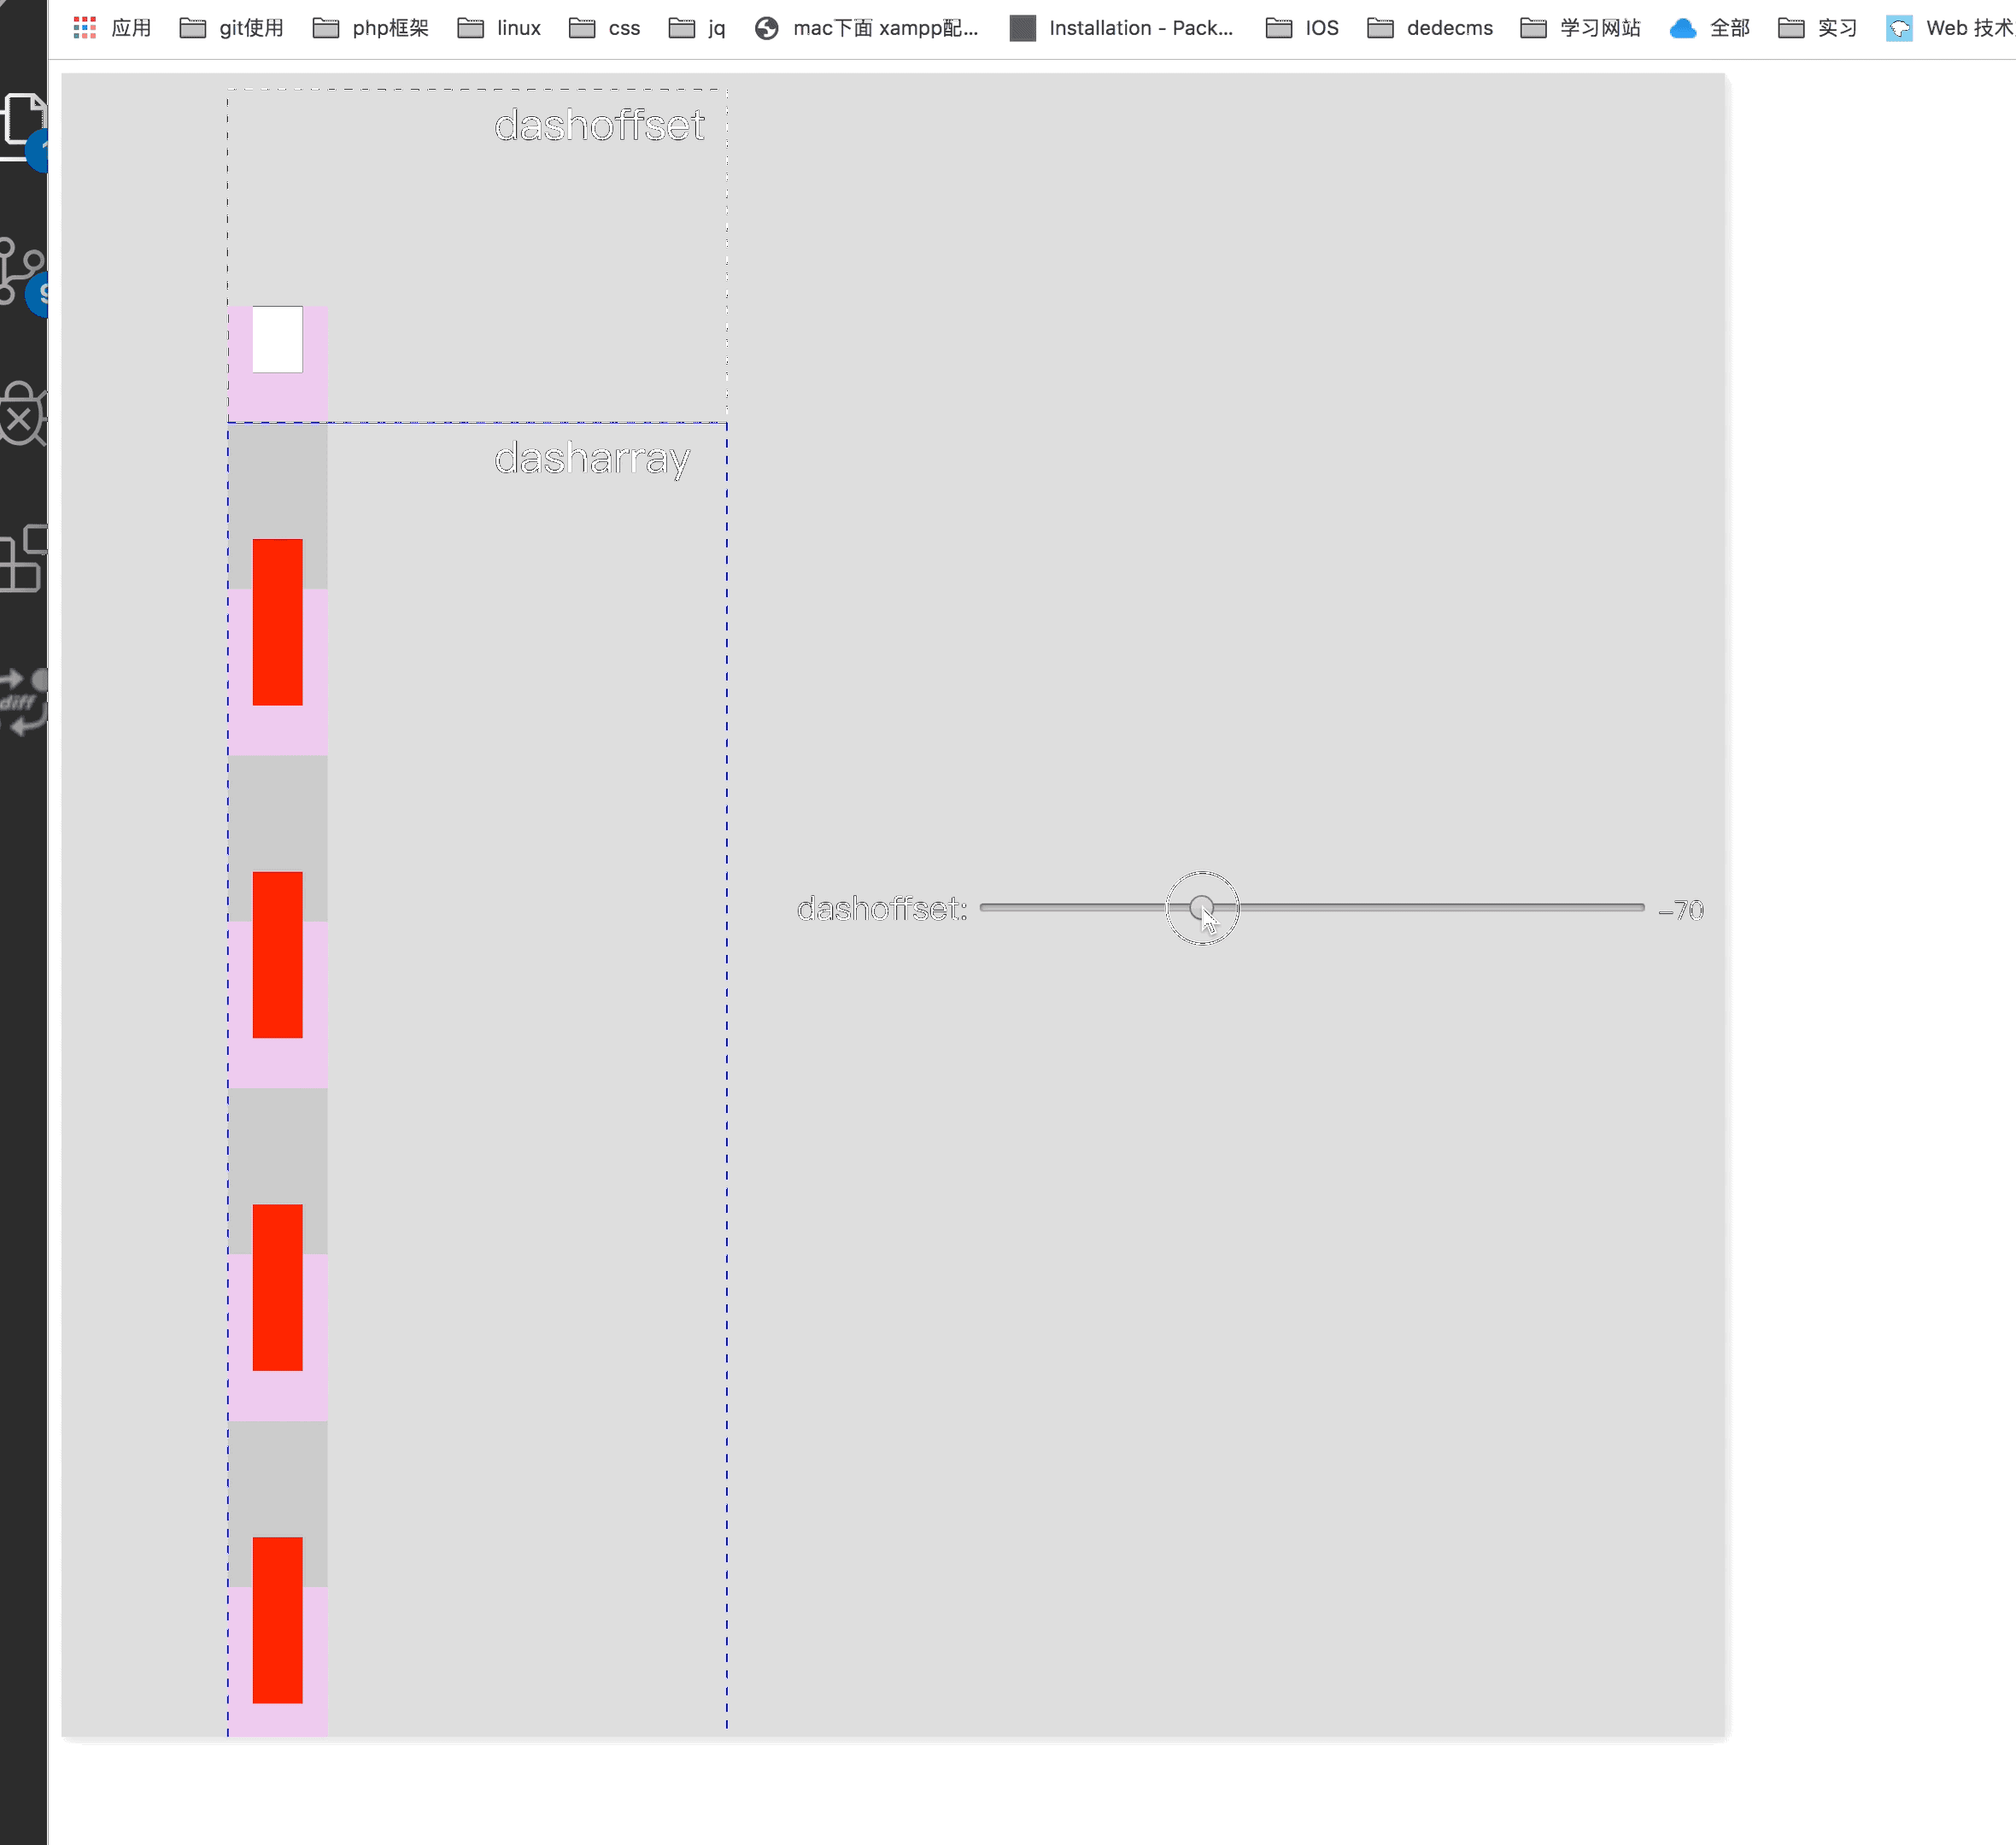 应用 git使用 php框架 linux css jq mac下面 xampp配... Installation - Pack... IOS dedecms 学习网站 全部 实习 Web 技术
dashoffset
dasharray
dashoffset: -70
diff